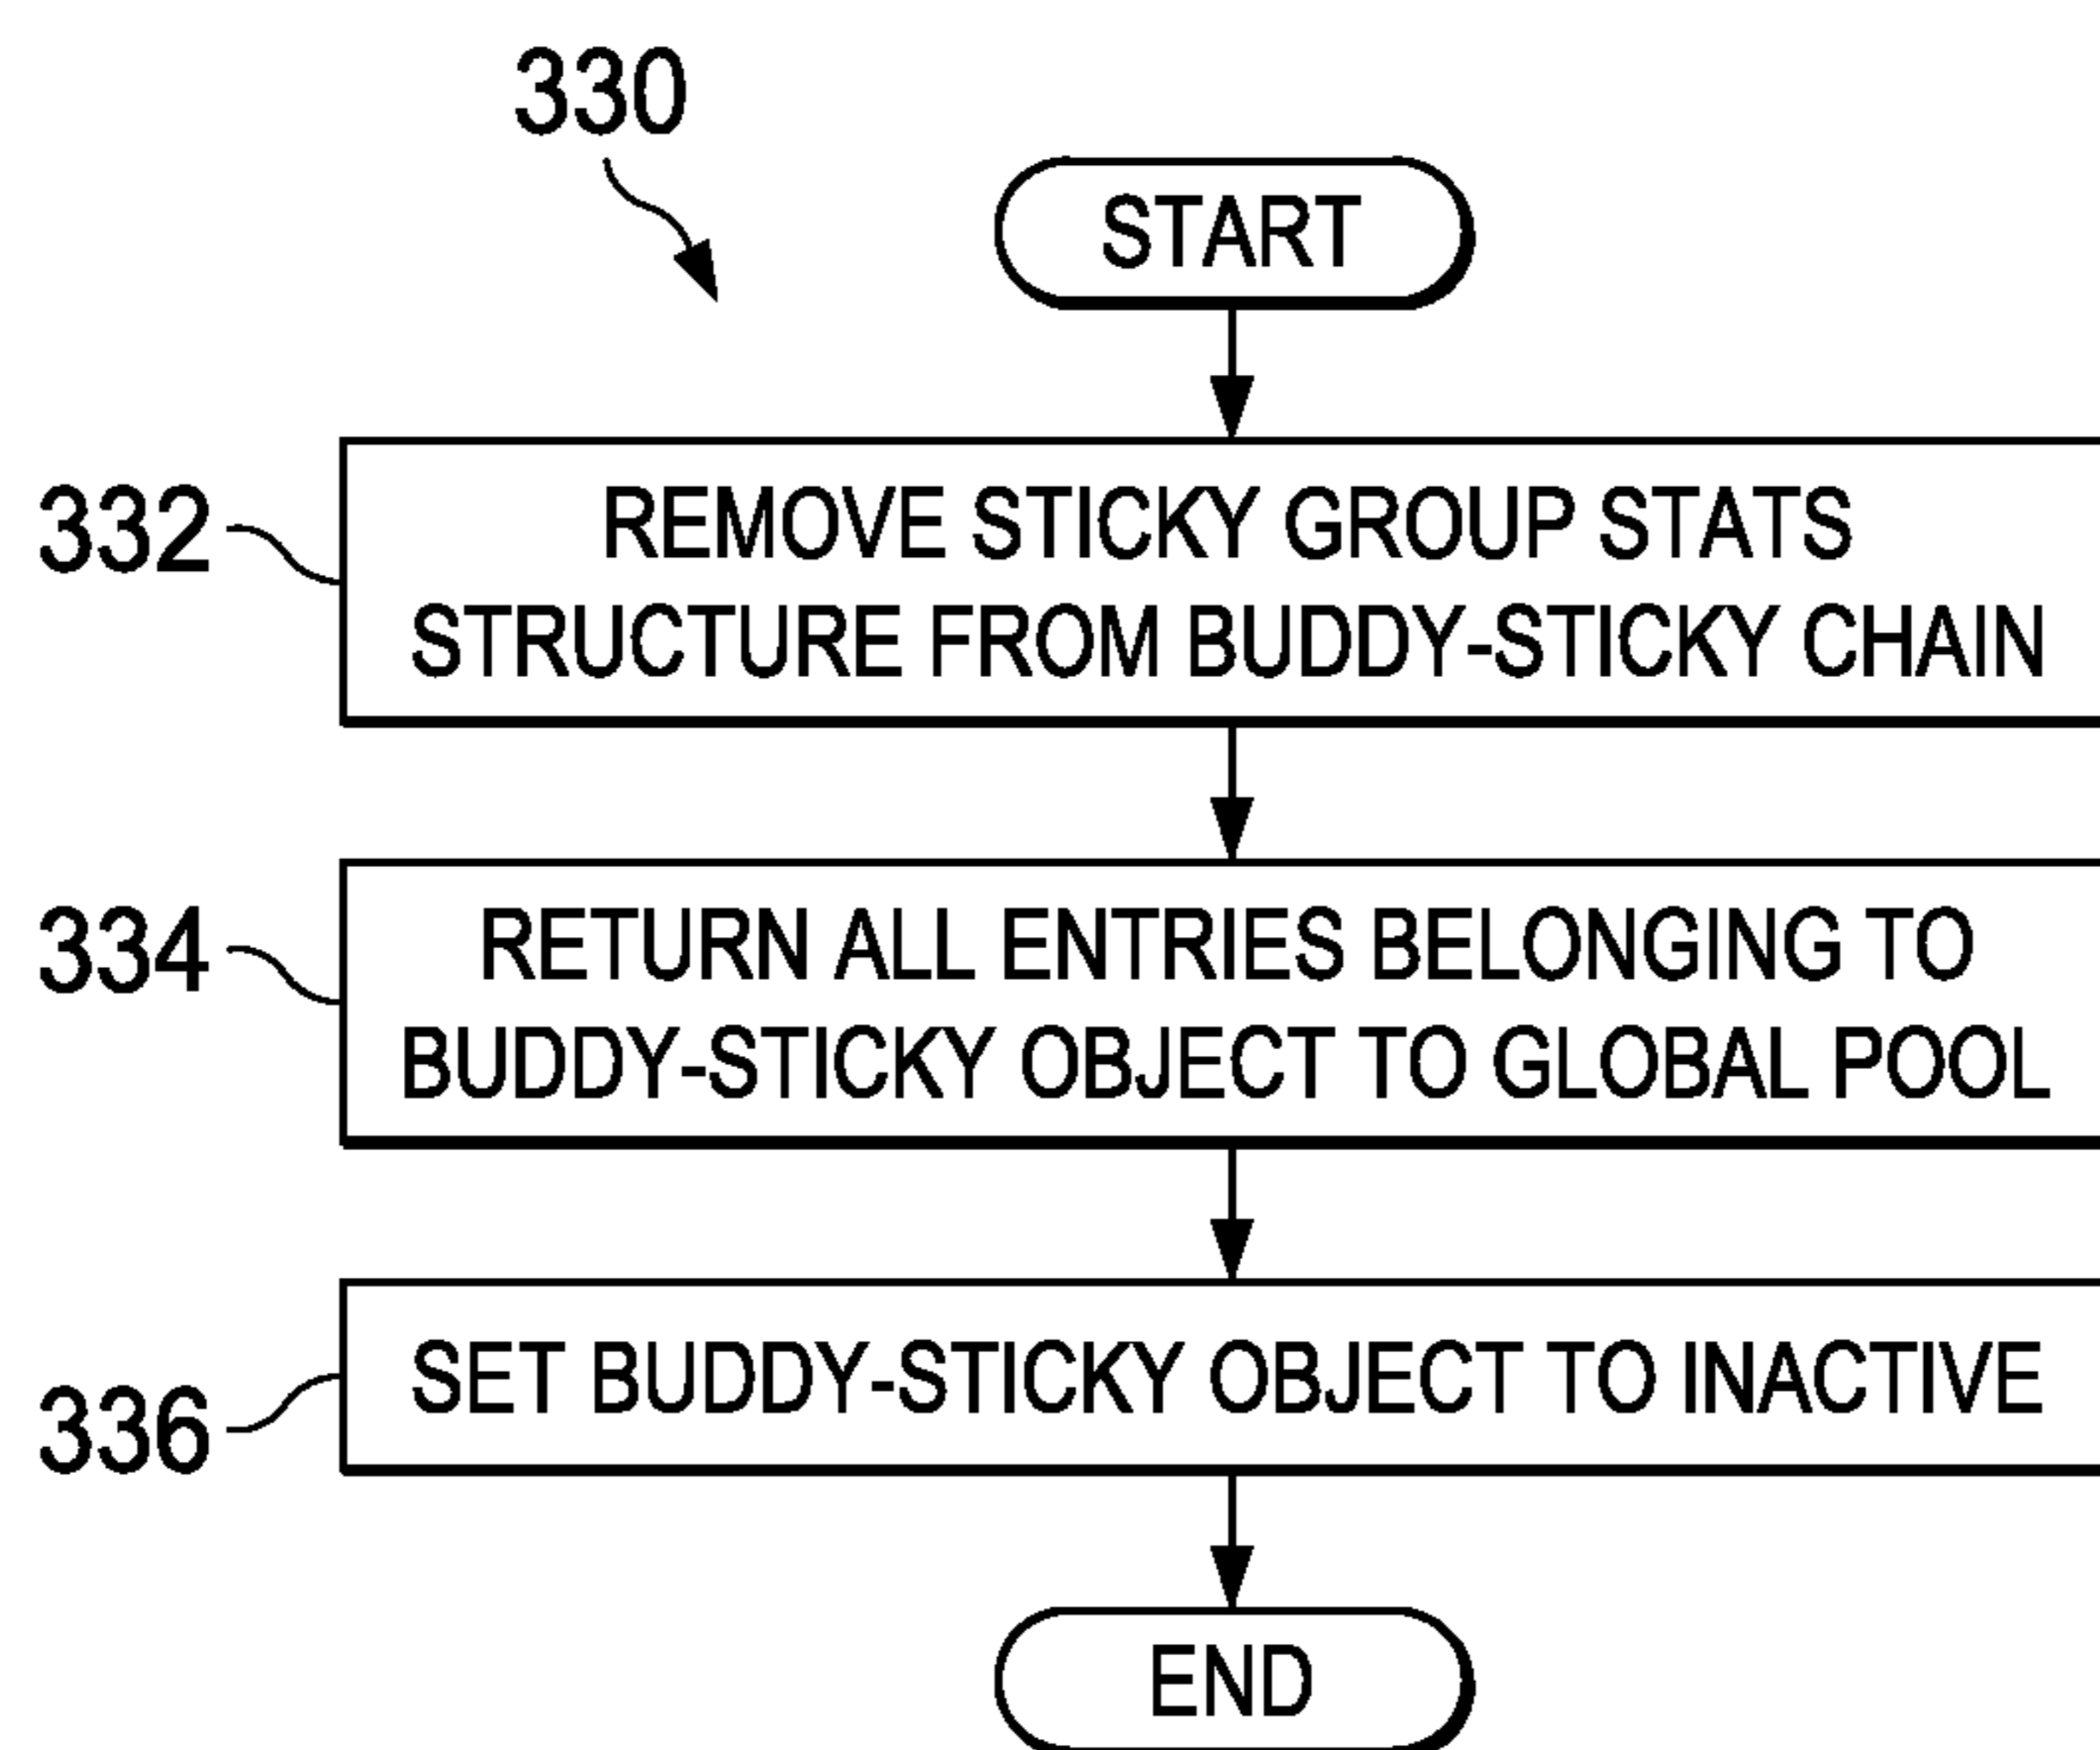 330
START
332
REMOVE STICKY GROUP STATS
STRUCTURE FROM BUDDY-STICKY CHAIN
334
RETURN ALL ENTRIES BELONGING TO
BUDDY-STICKY OBJECT TO GLOBAL POOL
336
SET BUDDY-STICKY OBJECT TO INACTIVE
END